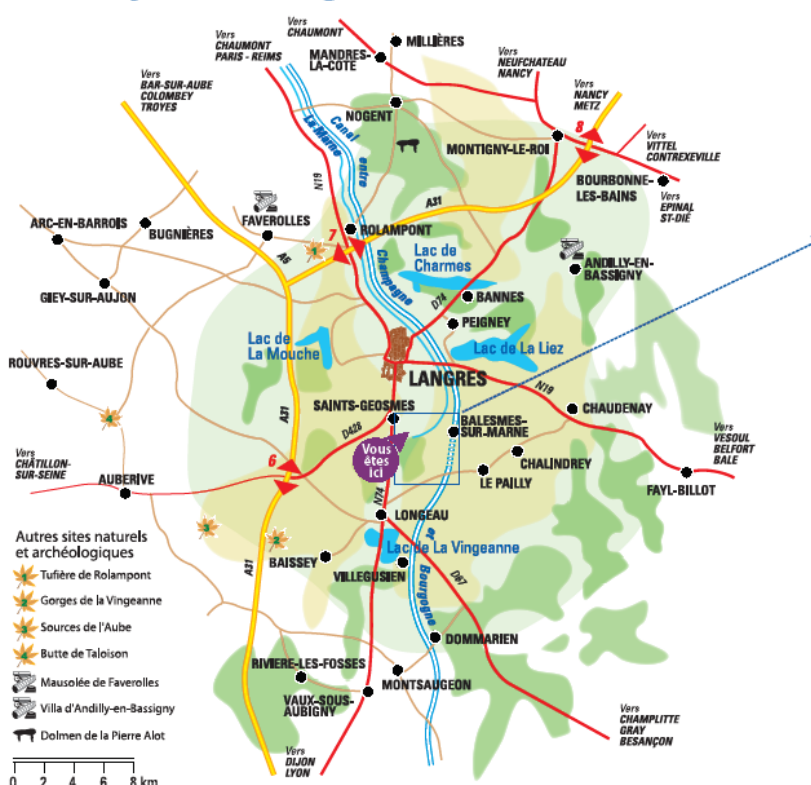 Vers
CHAUMONT
PARIS - REIMS
Vers
CHAUMONT
MILLIÈRES
MANDRES-
LA-COTE
Vers
NEUFCHATEAU
NANCY
Vers
BAR-SUR-AUBE
COLOMBEY
TROYES
Vers
NANCY
METZ
NOGENT
Canal
entre
La Marne
Champagne
et
Bourgogne
8
MONTIGNY-LE-ROI
Vers
VITTEL
CONTREXEVILLE
BOURBONNE-
LES-BAINS
Vers
EPINAL
ST-DIÉ
N19
A31
FAVEROLLES
ARC-EN-BARROIS
BUGNIÈRES
7
ROLAMPONT
1
A5
Lac de
Charmes
ANDILLY-EN-
BASSIGNY
GIEY-SUR-AUJON
D74
BANNES
PEIGNEY
Lac de
La Mouche
Lac de La Liez
ROUVRES-SUR-AUBE
LANGRES
N19
A31
4
SAINTS-GEOSMES
CHAUDENAY
D428
BALESMES-
SUR-MARNE
Vers
VESOUL
BELFORT
BALE
Vers
CHÂTILLON-
SUR-SEINE
Vous
êtes
ici
CHALINDREY
6
AUBERIVE
LE PAILLY
FAYL-BILLOT
N74
LONGEAU
3
2
Lac de La Vingeanne
BAISSEY
VILLEGUSIEN
A31
D67
Autres sites naturels
et archéologiques
1 Tufière de Rolampont
2 Gorges de la Vingeanne
3 Sources de l'Aube
4 Butte de Taloison
Mausolée de Faverolles
Villa d'Andilly-en-Bassigny
Dolmen de la Pierre Alot
0 2 4 6 8 km
DOMMARIEN
RIVIERE-LES-FOSSES
MONTSAUGEON
VAUX-SOUS-
AUBIGNY
Vers
CHAMPLITTE
GRAY
BESANÇON
Vers
DIJON
LYON